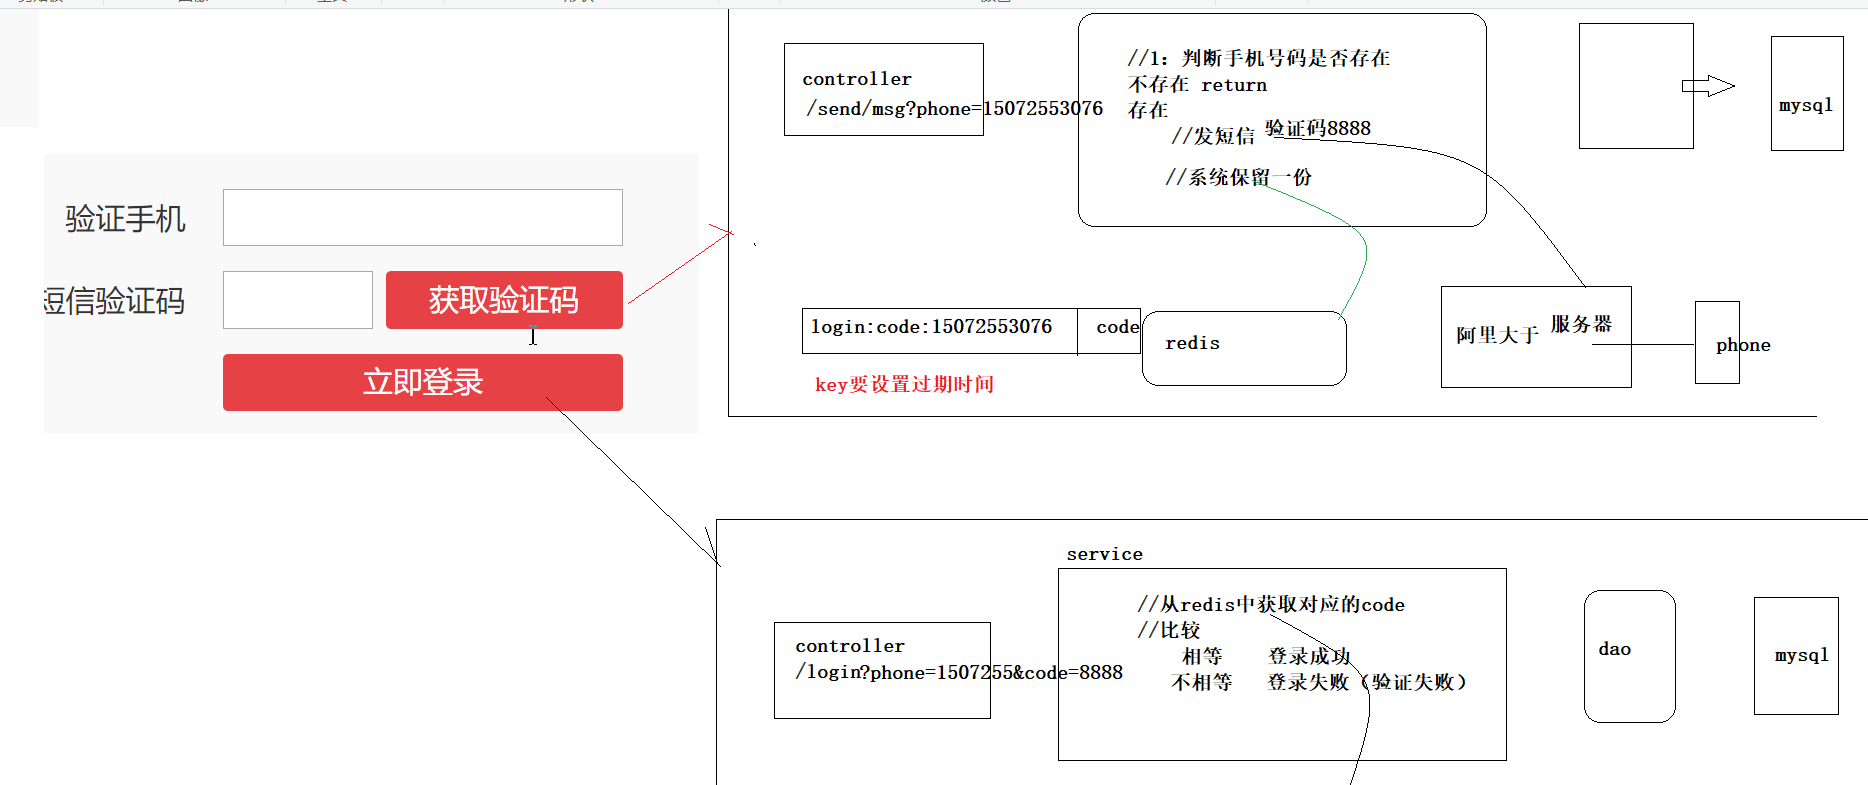 验证手机
短信验证码
获取验证码
立即登录
controller
/send/msg?phone=15072553076
//1：判断手机号码是否存在
不存在 return
存在
//发短信 验证码8888
//系统保留一份
mysql
login:code:15072553076
code
redis
key要设置过期时间
阿里大于 服务器
phone
service
controller
/login?phone=1507255&code=8888
//从redis中获取对应的code
//比较
相等 登录成功
不相等 登录失败（验证失败）
dao
mysql